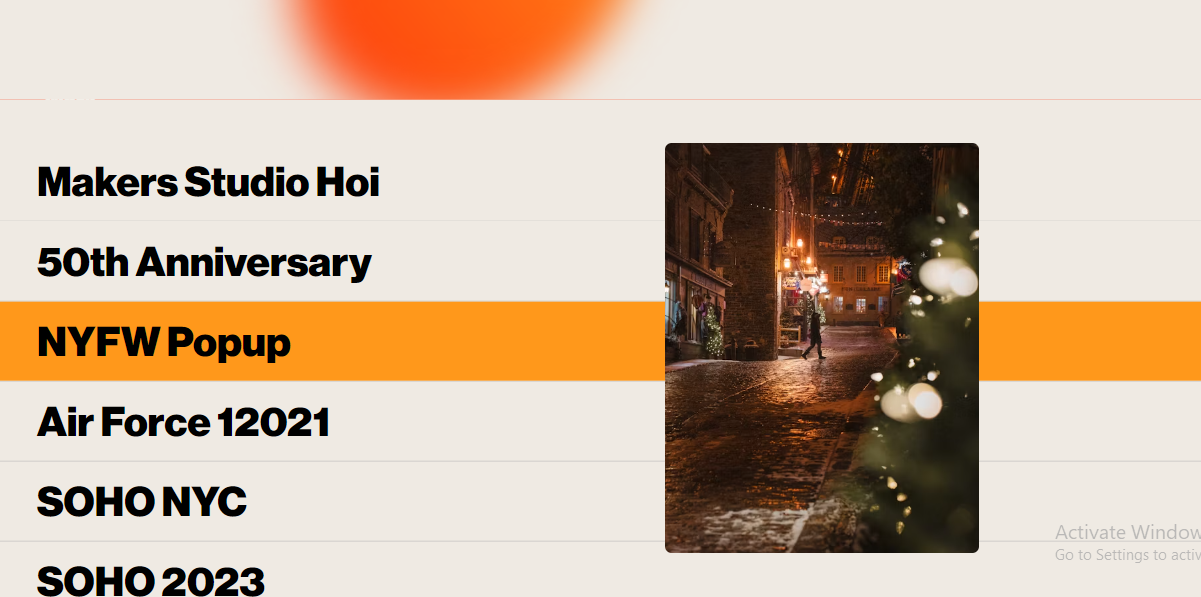 Makers Studio Hoi
50th Anniversary
NYFW Popup
Air Force 12021
SOHO NYC
SOHO 2023
Activate Window
Go to Settings to activ